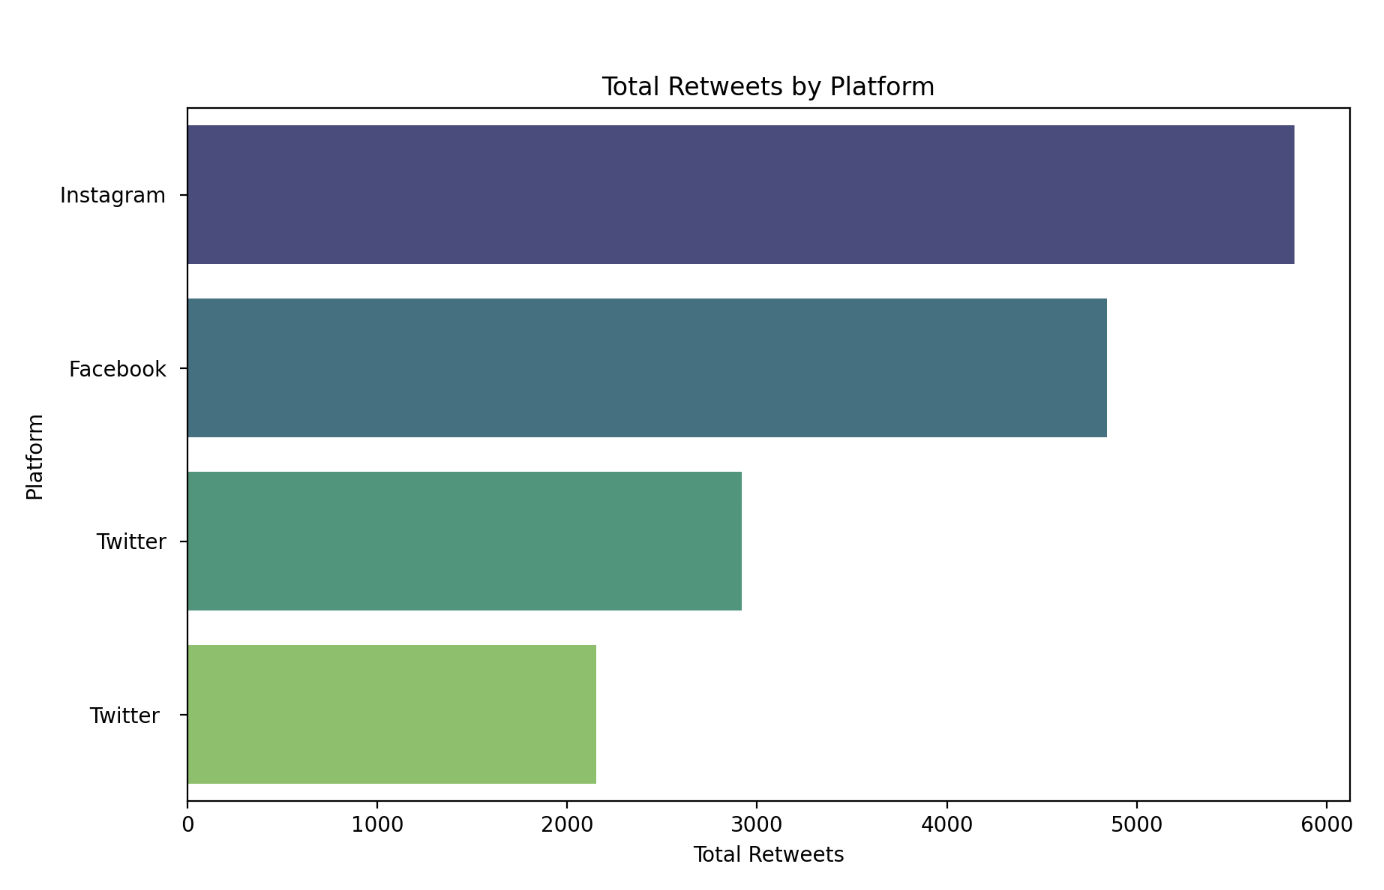 Total Retweets by Platform
Instagram
Facebook
Twitter
Twitter
Platform
0 1000 2000 3000 4000 5000 6000
Total Retweets